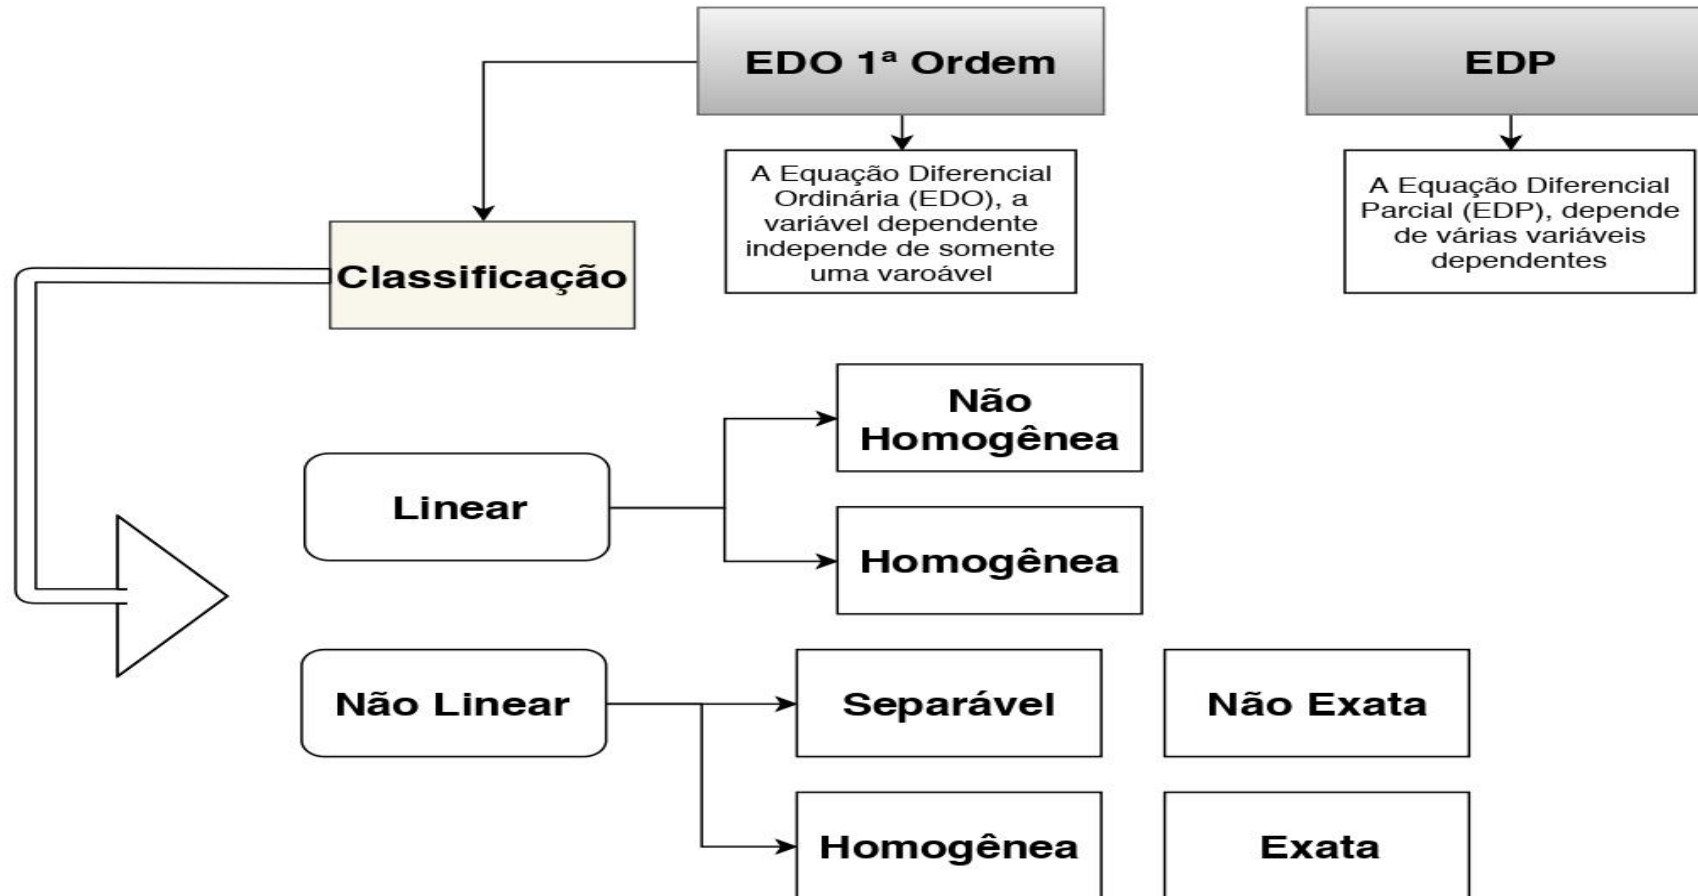 EDO 1ª Ordem
EDP
A Equação Diferencial
Ordinária (EDO), a
variável dependente
independe de somente
uma varoável
A Equação Diferencial
Parcial (EDP), depende
de várias variáveis
dependentes
Classificação
Não
Homogênea
Linear
Homogênea
Não Linear
Separável
Não Exata
Homogênea
Exata